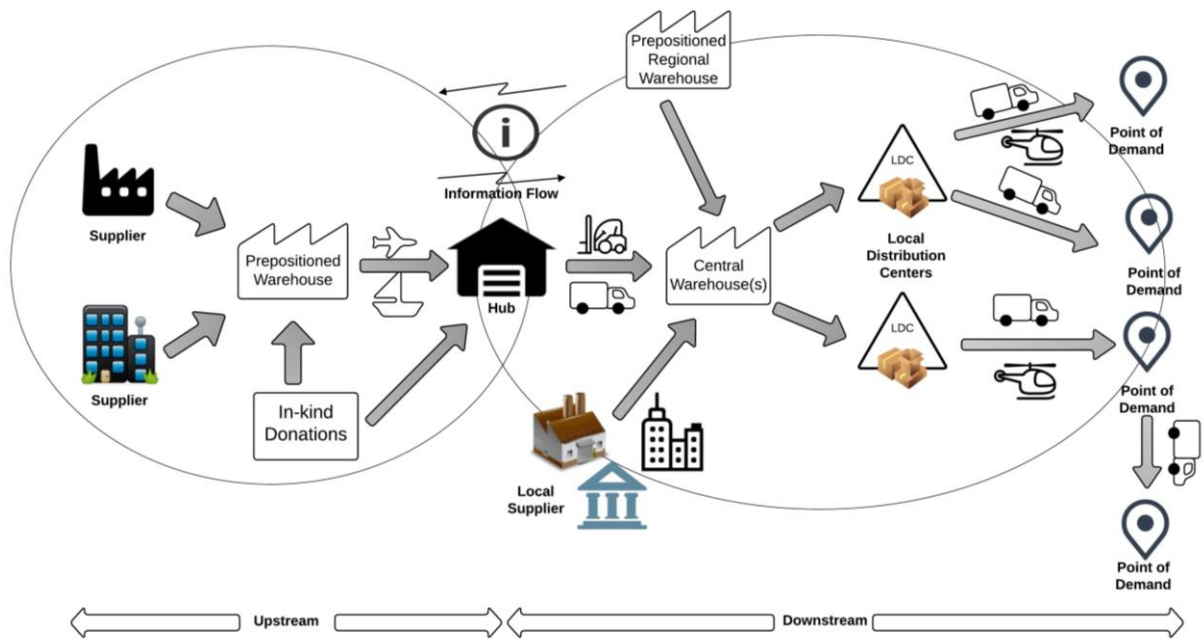 Prepositioned
Regional
Warehouse
i
Information Flow
Point of
Demand
LDC
Supplier
Prepositioned
Warehouse
Hub
Central
Warehouse(s)
Local
Distribution
Centers
Point of
Demand
LDC
Supplier
In-kind
Donations
Point of
Demand
Local
Supplier
Point of
Demand
Upstream
Downstream